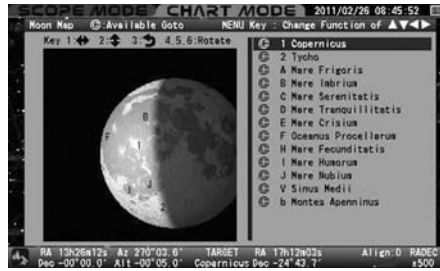 SCOPE MODE CHART MODE 2011/02/26 08:45:52
Moon Map G:Available Goto MENU Key : Change Function of ▲▼◀▶
Key 1: 2: 3: 4,5,6:Rotate
G 1 Copernicus
G 2 Tycho
G A Mare Frigoris
G B Mare Imbrium
G C Mare Serenitatis
G D Mare Tranquillitatis
G E Mare Crisium
G F Oceanus Procellarum
G H Mare Fecunditatis
G I Mare Humorum
G J Mare Nubium
G V Sinus Medii
G b Montes Apenninus
B
F
1
J
2
RA 13h26m12s Az 270°03.6' TARGET RA 17h12m03s Align:0 RADEC
Dec -00°00.0' Alt -00°05.0' Copernicus Dec -24°43.7' x500